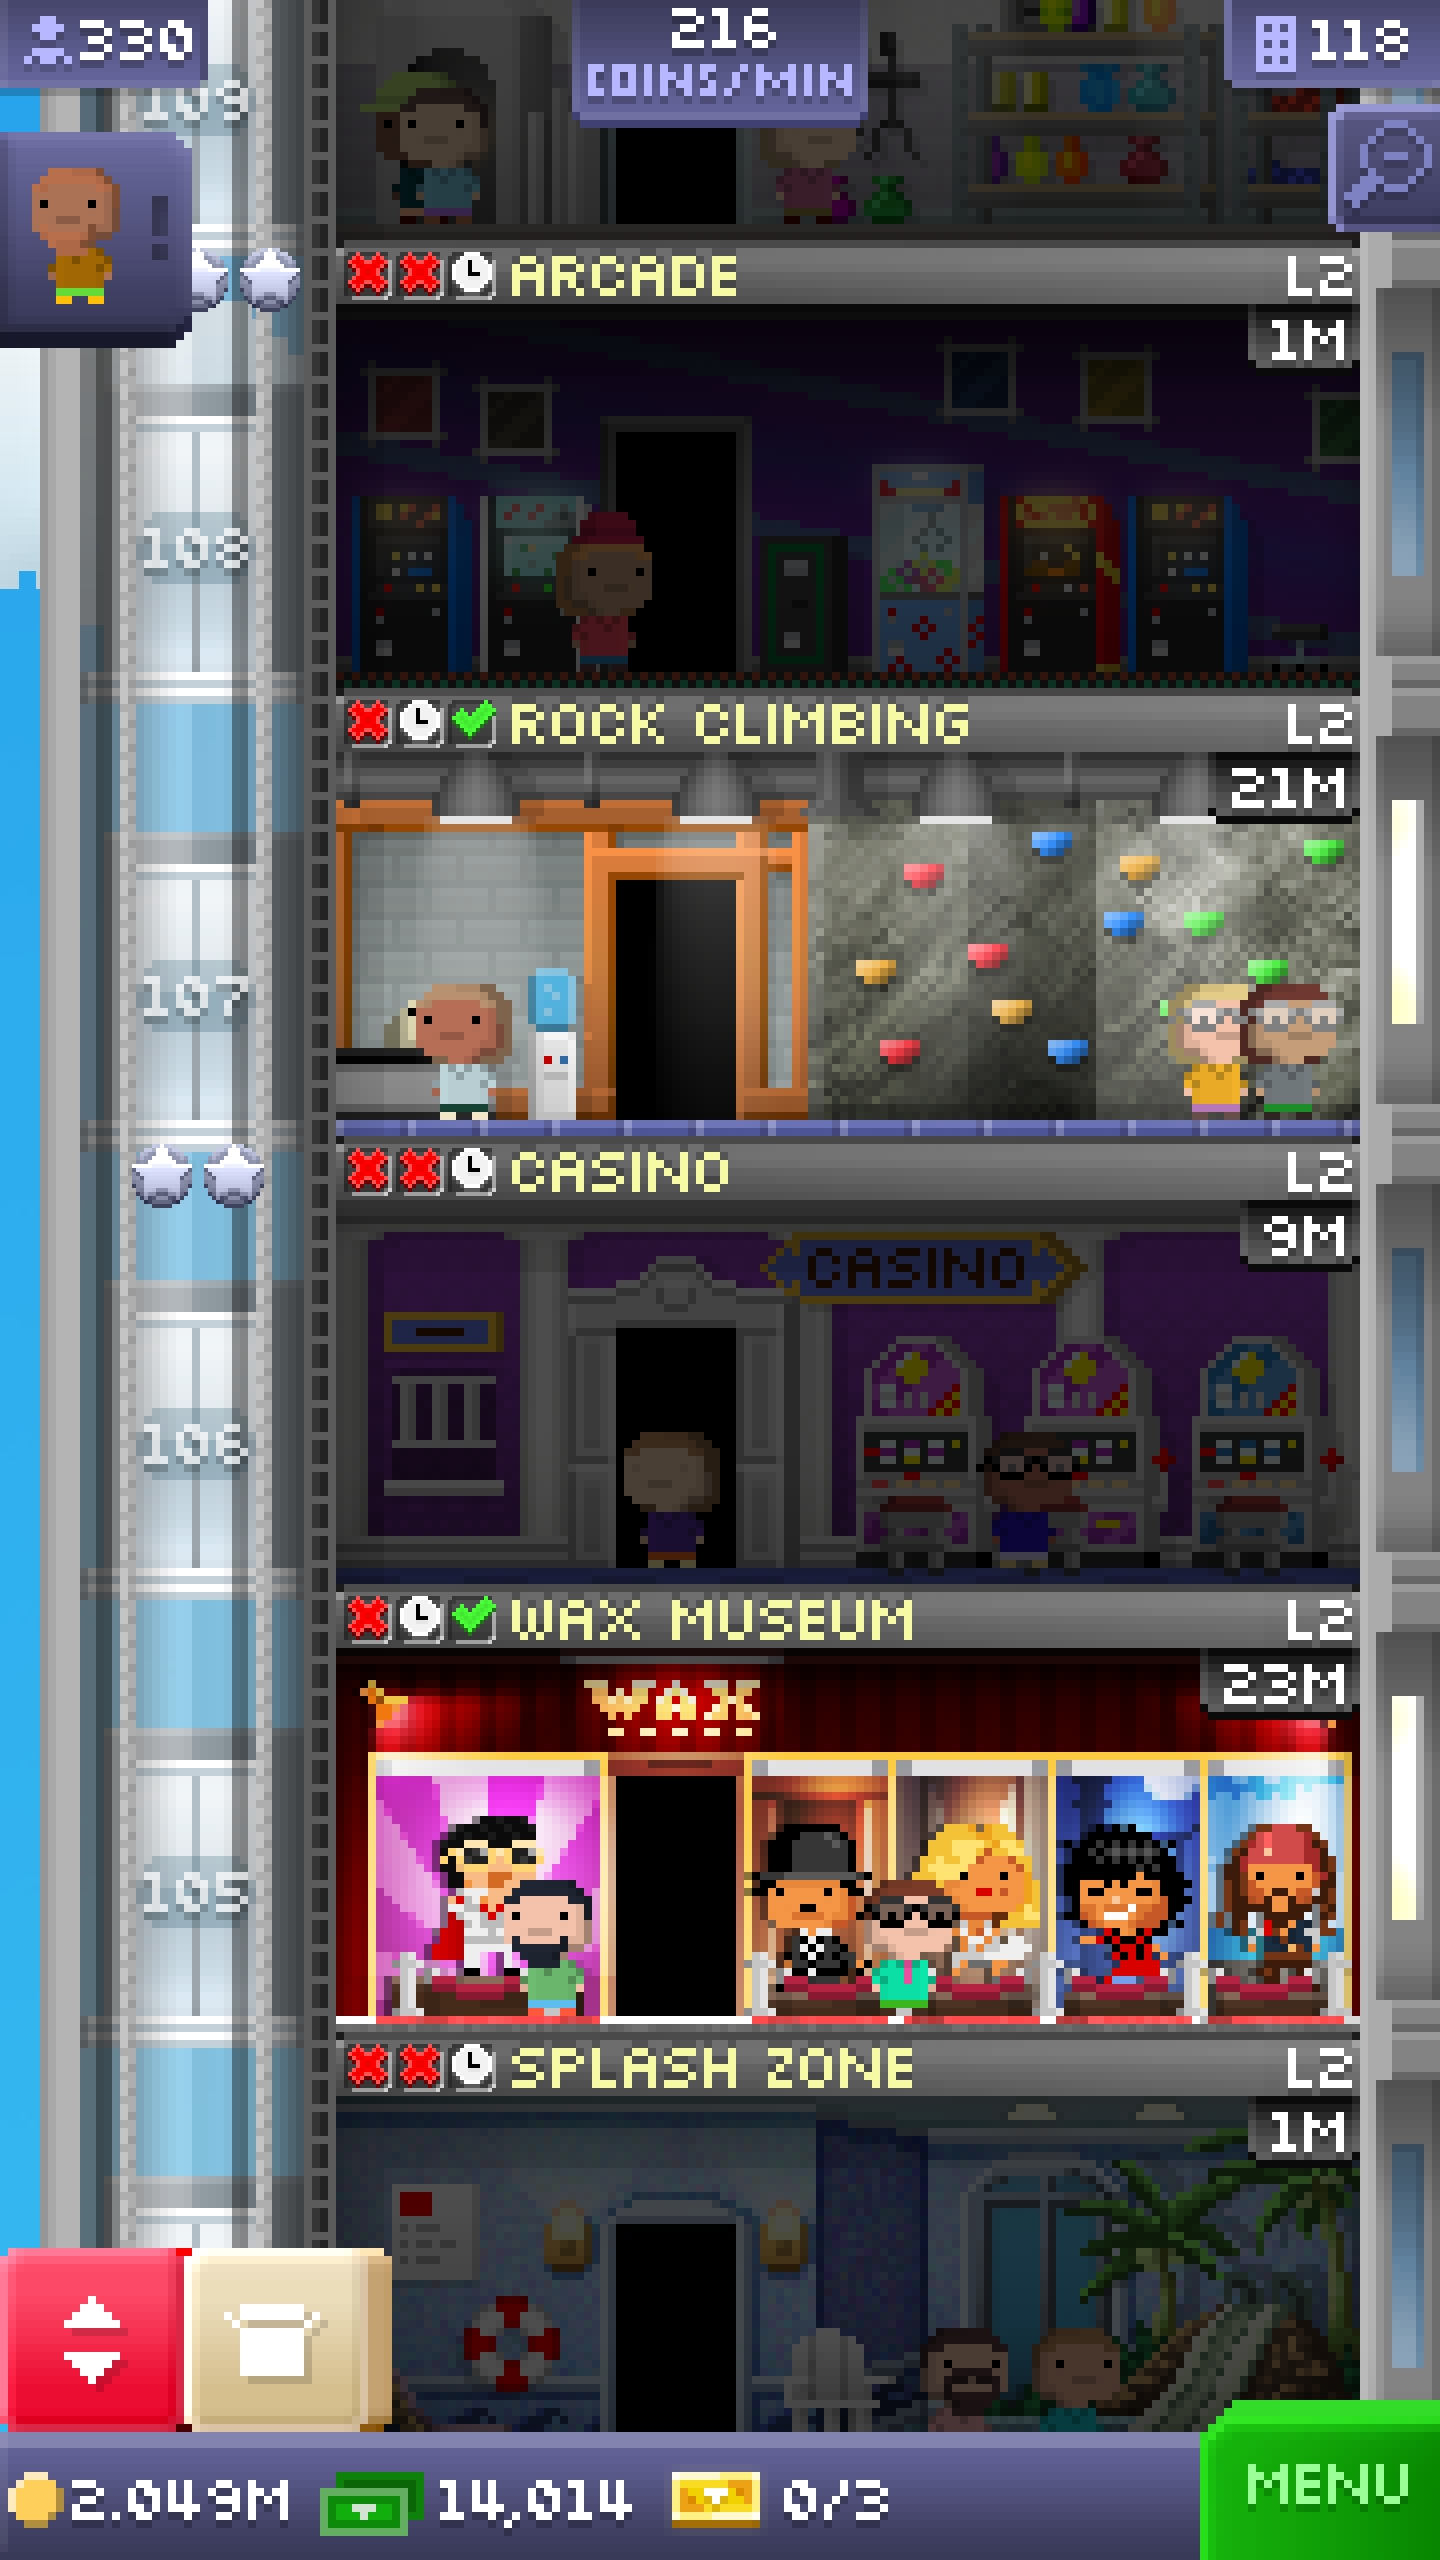 330
216
COINS/MIN
118
109
!
ARCADE
L2
1M
108
ROCK CLIMBING
L2
21M
107
CASINO
L2
9M
CASINO
106
WAX MUSEUM
L2
23M
WAX
105
SPLASH ZONE
L2
1M
2.049M
14,014
0/3
MENU